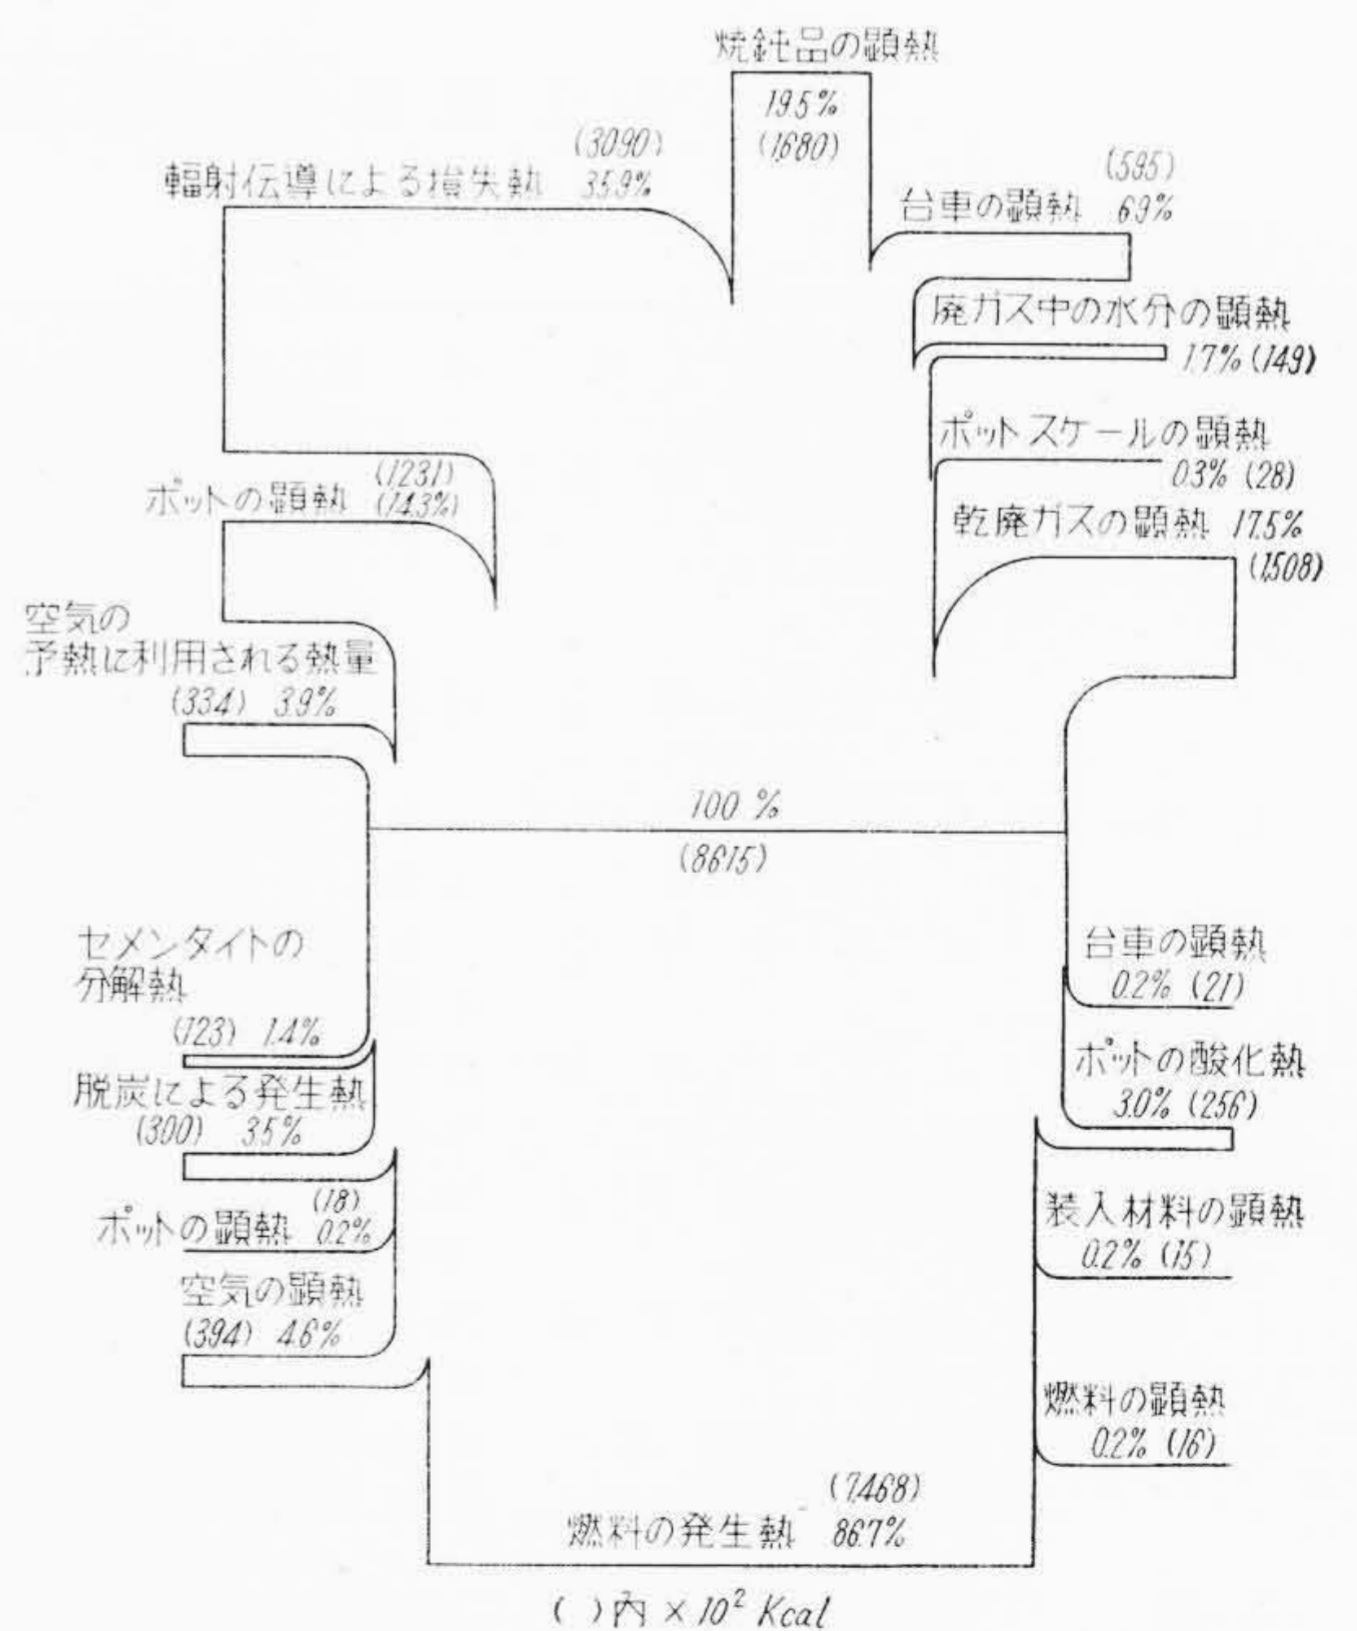 焼鈍品の顕熱
19.5%
(1,680)
(3090)
輻射伝導による損失熱 35.9%
(595)
台車の顕熱 6.9%
廃ガス中の水分の顕熱
1.7% (149)
ポットスケールの顕熱
0.3% (28)
乾廃ガスの顕熱 17.5%
(1,508)
(1,231)
ポットの顕熱 (14.3%)
空気の
予熱に利用される熱量
(334) 3.9%
100 %
(8615)
セメンタイトの
分解熱
(123) 1.4%
脱炭による発生熱
(300) 3.5%
(18)
ポットの顕熱 0.2%
空気の顕熱
(394) 4.6%
台車の顕熱
0.2% (21)
ポットの酸化熱
3.0% (256)
装入材料の顕熱
0.2% (15)
燃料の顕熱
0.2% (16)
(7,468)
燃料の発生熱 86.7%
( )内 × 10² Kcal